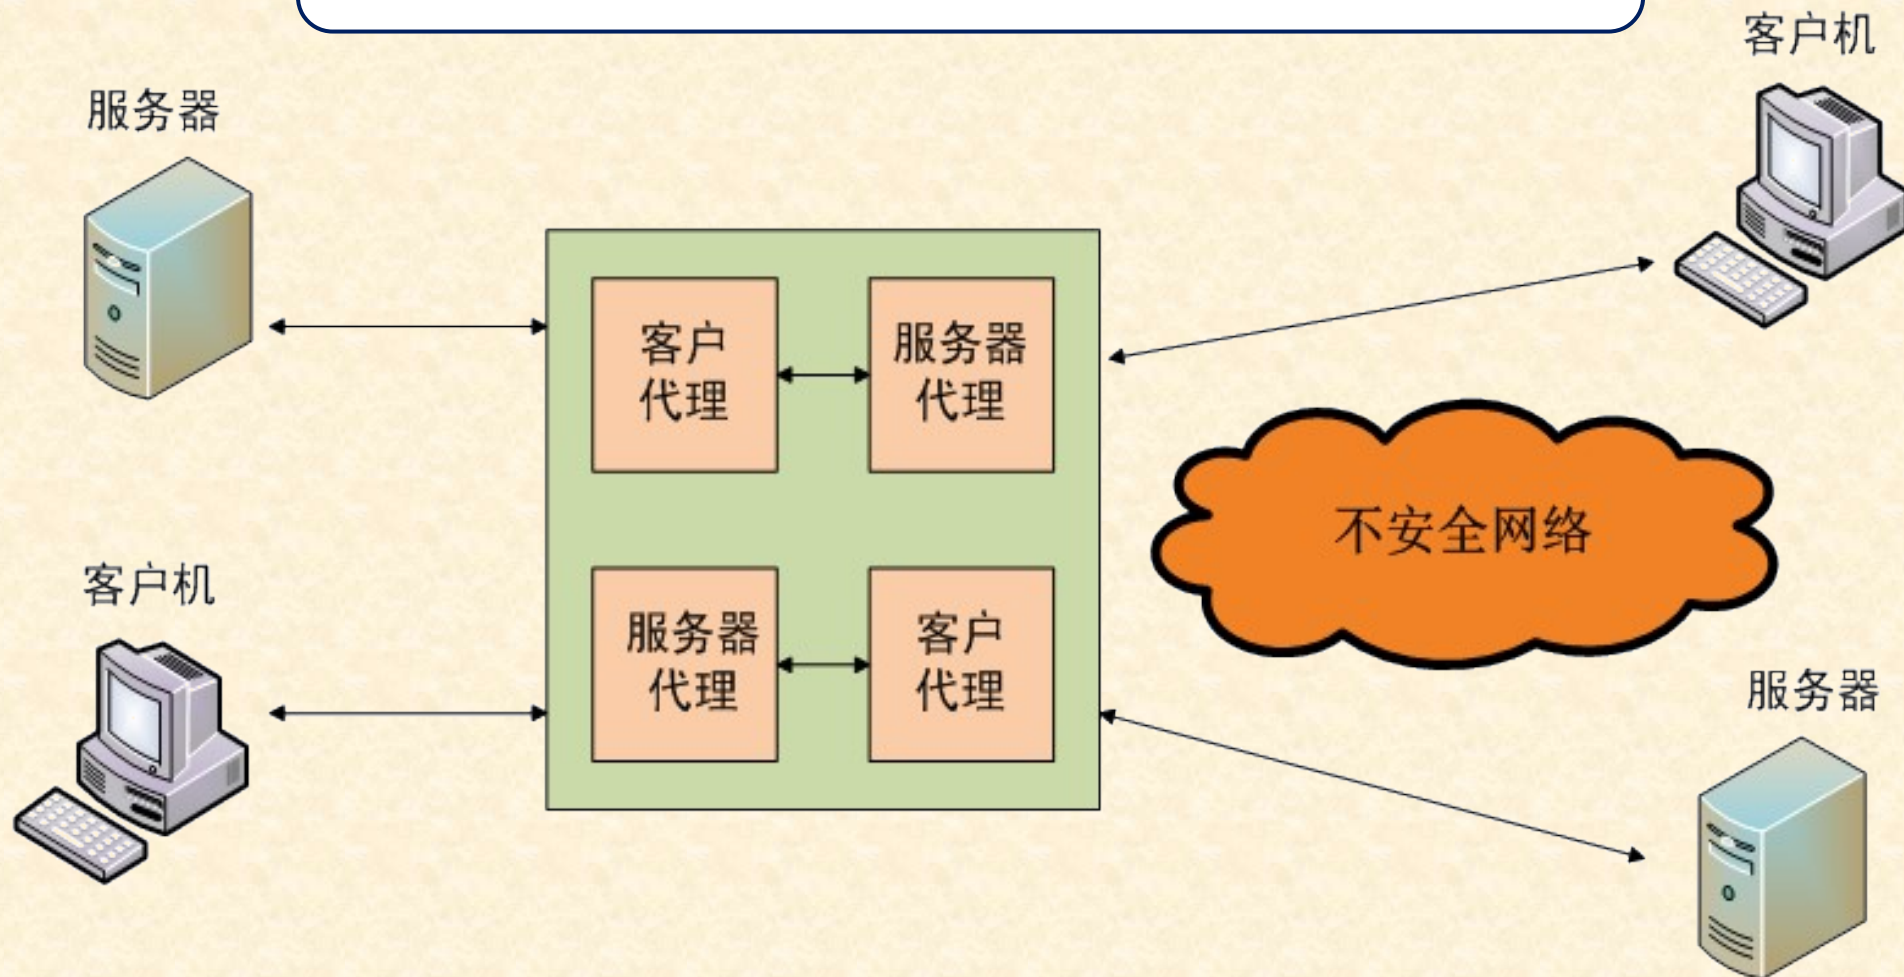 客户机
服务器
客户
代理
服务器
代理
不安全网络
客户机
服务器
代理
客户
代理
服务器